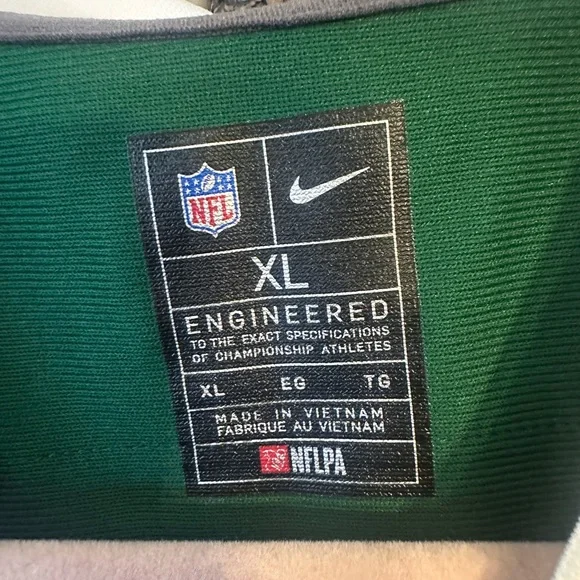 NFL
XL
ENGINEERED
TO THE EXACT SPECIFICATIONS
OF CHAMPIONSHIP ATHLETES
XL EG TG
MADE IN VIETNAM
FABRIQUE AU VIETNAM
NFLPA